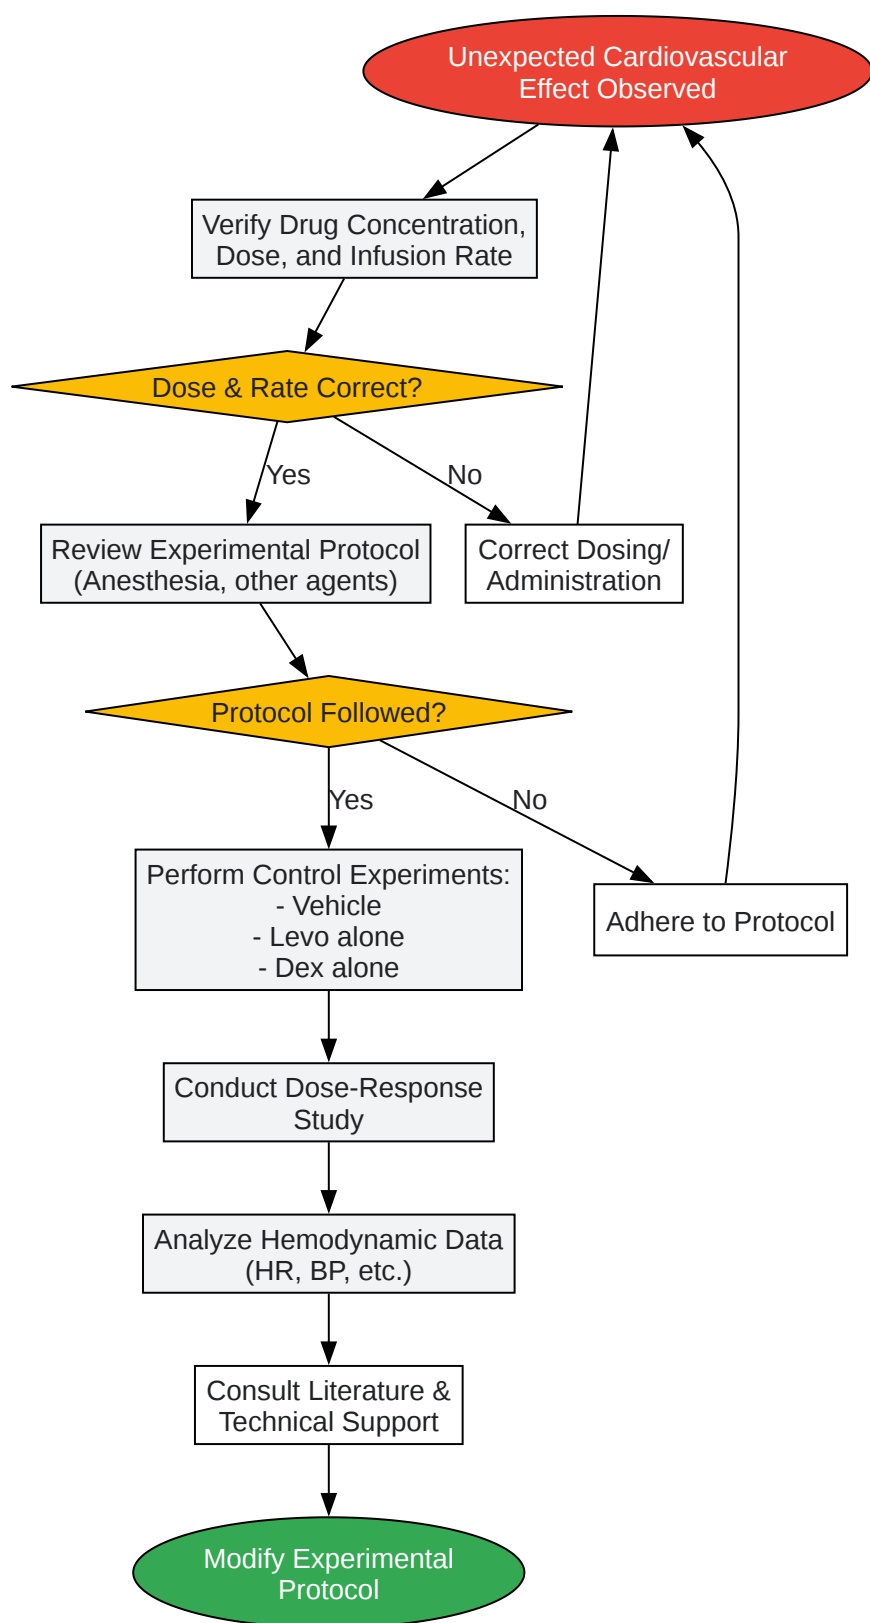 Unexpected Cardiovascular
Effect Observed
Verify Drug Concentration,
Dose, and Infusion Rate
Dose & Rate Correct?
Yes
No
Review Experimental Protocol
(Anesthesia, other agents)
Correct Dosing/
Administration
Protocol Followed?
Yes
No
Perform Control Experiments:
- Vehicle
- Levo alone
- Dex alone
Adhere to Protocol
Conduct Dose-Response
Study
Analyze Hemodynamic Data
(HR, BP, etc.)
Consult Literature &
Technical Support
Modify Experimental
Protocol